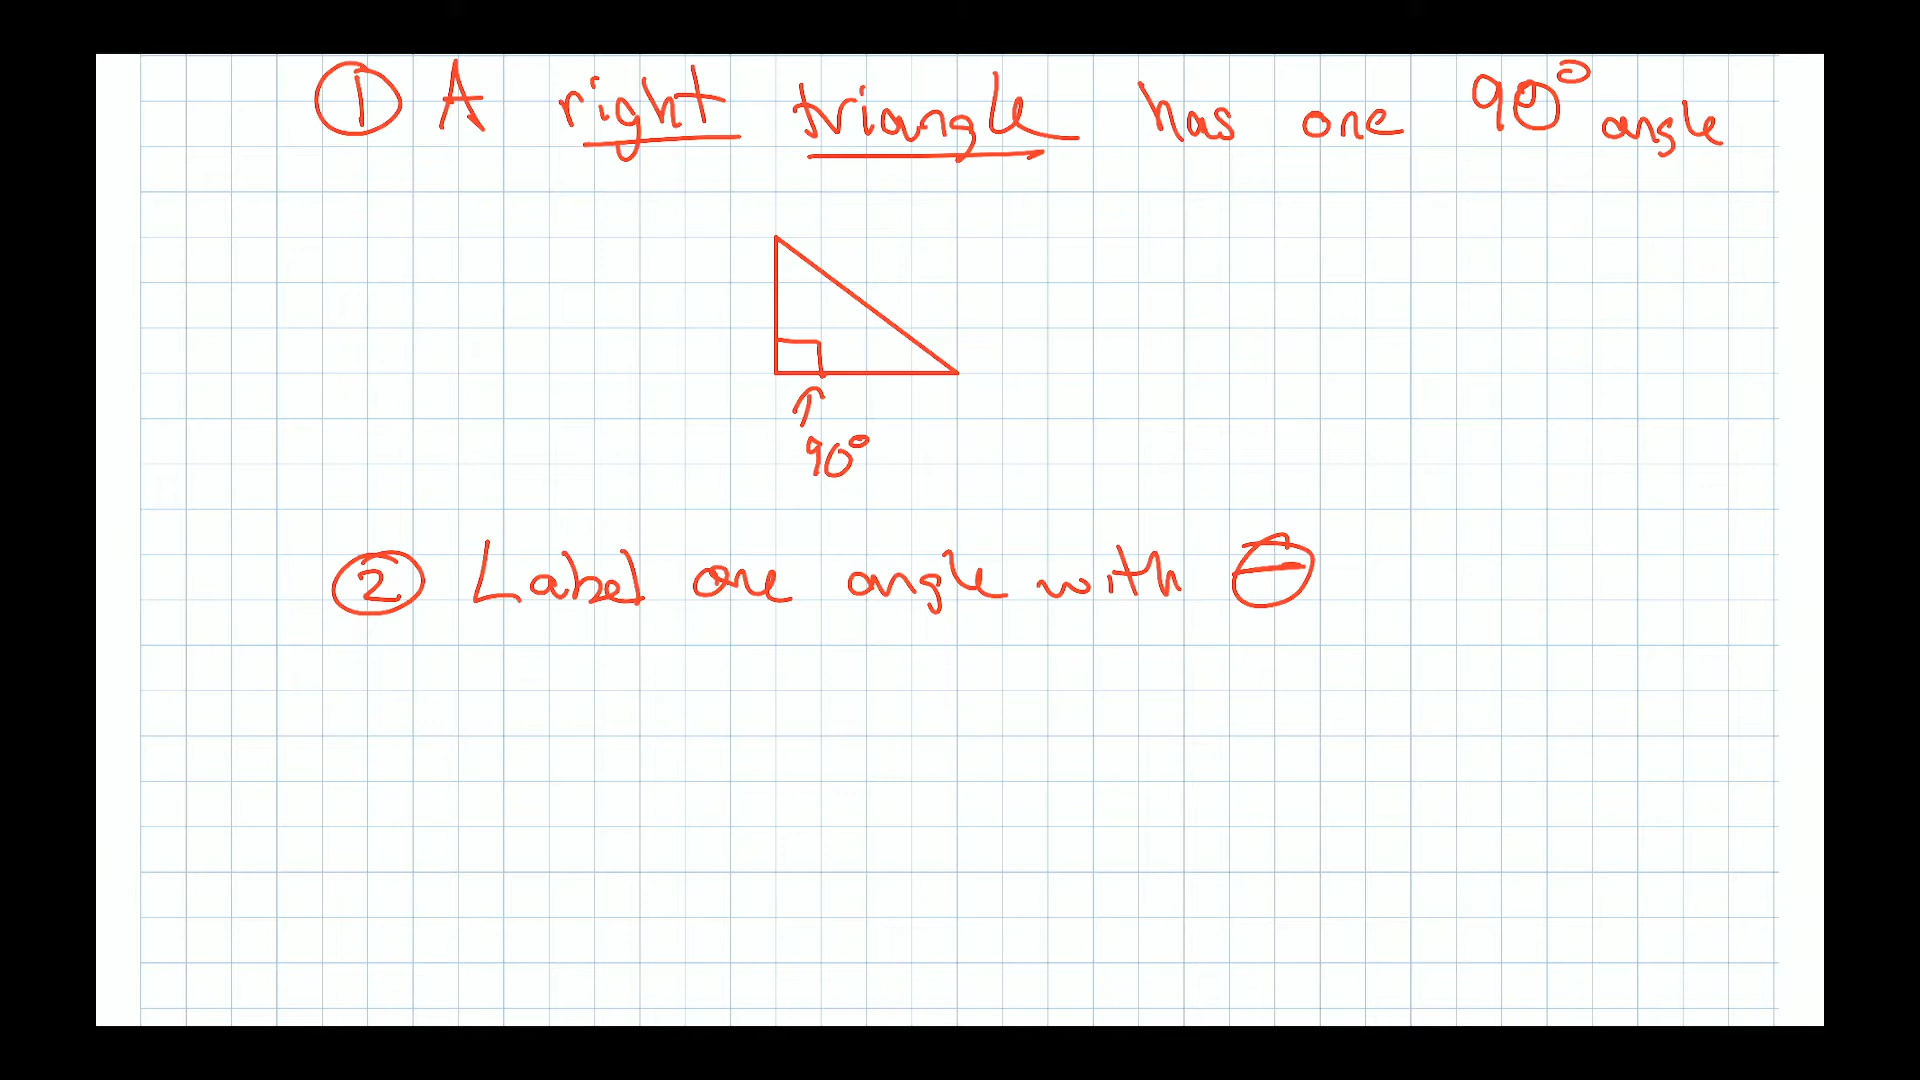 ① A right triangle has one 90° angle
90°
② Label one angle with θ